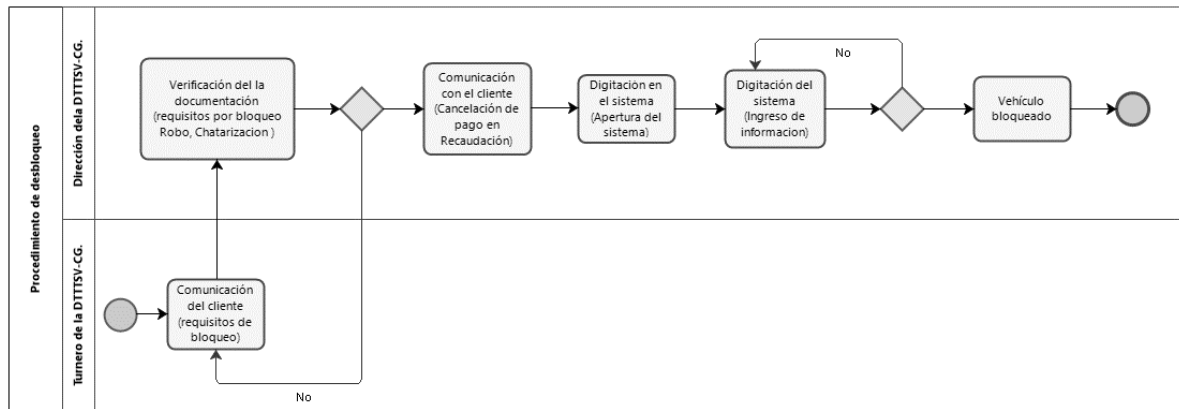 Procedimiento de desbloqueo
Dirección dela DTTTSV-CG.
Verificación del la
documentación
(requisitos por bloqueo
Robo, Chatarizacion )
Comunicación
con el cliente
(Cancelación de
pago en
Recaudación)
Digitación en
el sistema
(Apertura del
sistema)
No
Digitación del
sistema
(Ingreso de
informacion)
Vehículo
bloqueado
Turnero de la DTTTSV-CG.
Comunicación
del cliente
(requisitos de
bloqueo)
No